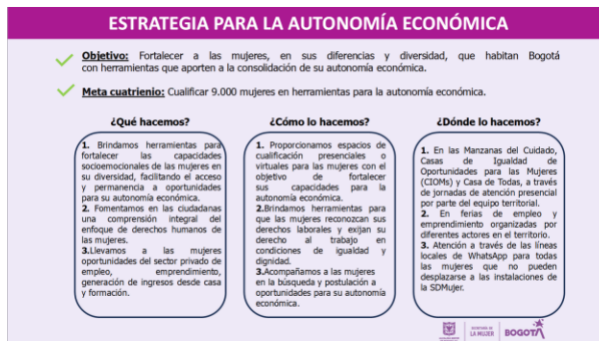 ESTRATEGIA PARA LA AUTONOMÍA ECONÓMICA
Objetivo: Fortalecer a las mujeres, en sus diferencias y diversidad, que habitan Bogotá
con herramientas que aporten a la consolidación de su autonomía económica.
Meta cuatrienio: Cualificar 9.000 mujeres en herramientas para la autonomía económica.
¿Qué hacemos?
1. Brindamos herramientas para
fortalecer las capacidades
socioemocionales de las mujeres en
su diversidad, facilitando el acceso
y permanencia a oportunidades
para su autonomía económica.
2. Fomentamos en las ciudadanas
una comprensión integral del
enfoque de derechos humanos de
las mujeres.
3.Llevamos a las mujeres
oportunidades del sector privado de
empleo, emprendimiento,
generación de ingresos desde casa
y formación.
¿Cómo lo hacemos?
1. Proporcionamos espacios de
cualificación presenciales o
virtuales para las mujeres con el
objetivo de fortalecer
sus capacidades para la
autonomía económica.
2.Brindamos herramientas para
que las mujeres reconozcan sus
derechos laborales y exijan su
derecho al trabajo en
condiciones de igualdad y
dignidad.
3.Acompañamos a las mujeres
en la búsqueda y postulación a
oportunidades para su autonomía
económica.
¿Dónde lo hacemos?
1. En las Manzanas del Cuidado,
Casas de Igualdad de
Oportunidades para las Mujeres
(CIOMs) y Casa de Todas, a través
de jornadas de atención presencial
por parte del equipo territorial.
2. En ferias de empleo y
emprendimiento organizadas por
diferentes actores en el territorio.
3. Atención a través de las líneas
locales de WhatsApp para todas
las mujeres que no pueden
desplazarse a las instalaciones de
la SDMujer.
LA MUJER
BOGOTÁ